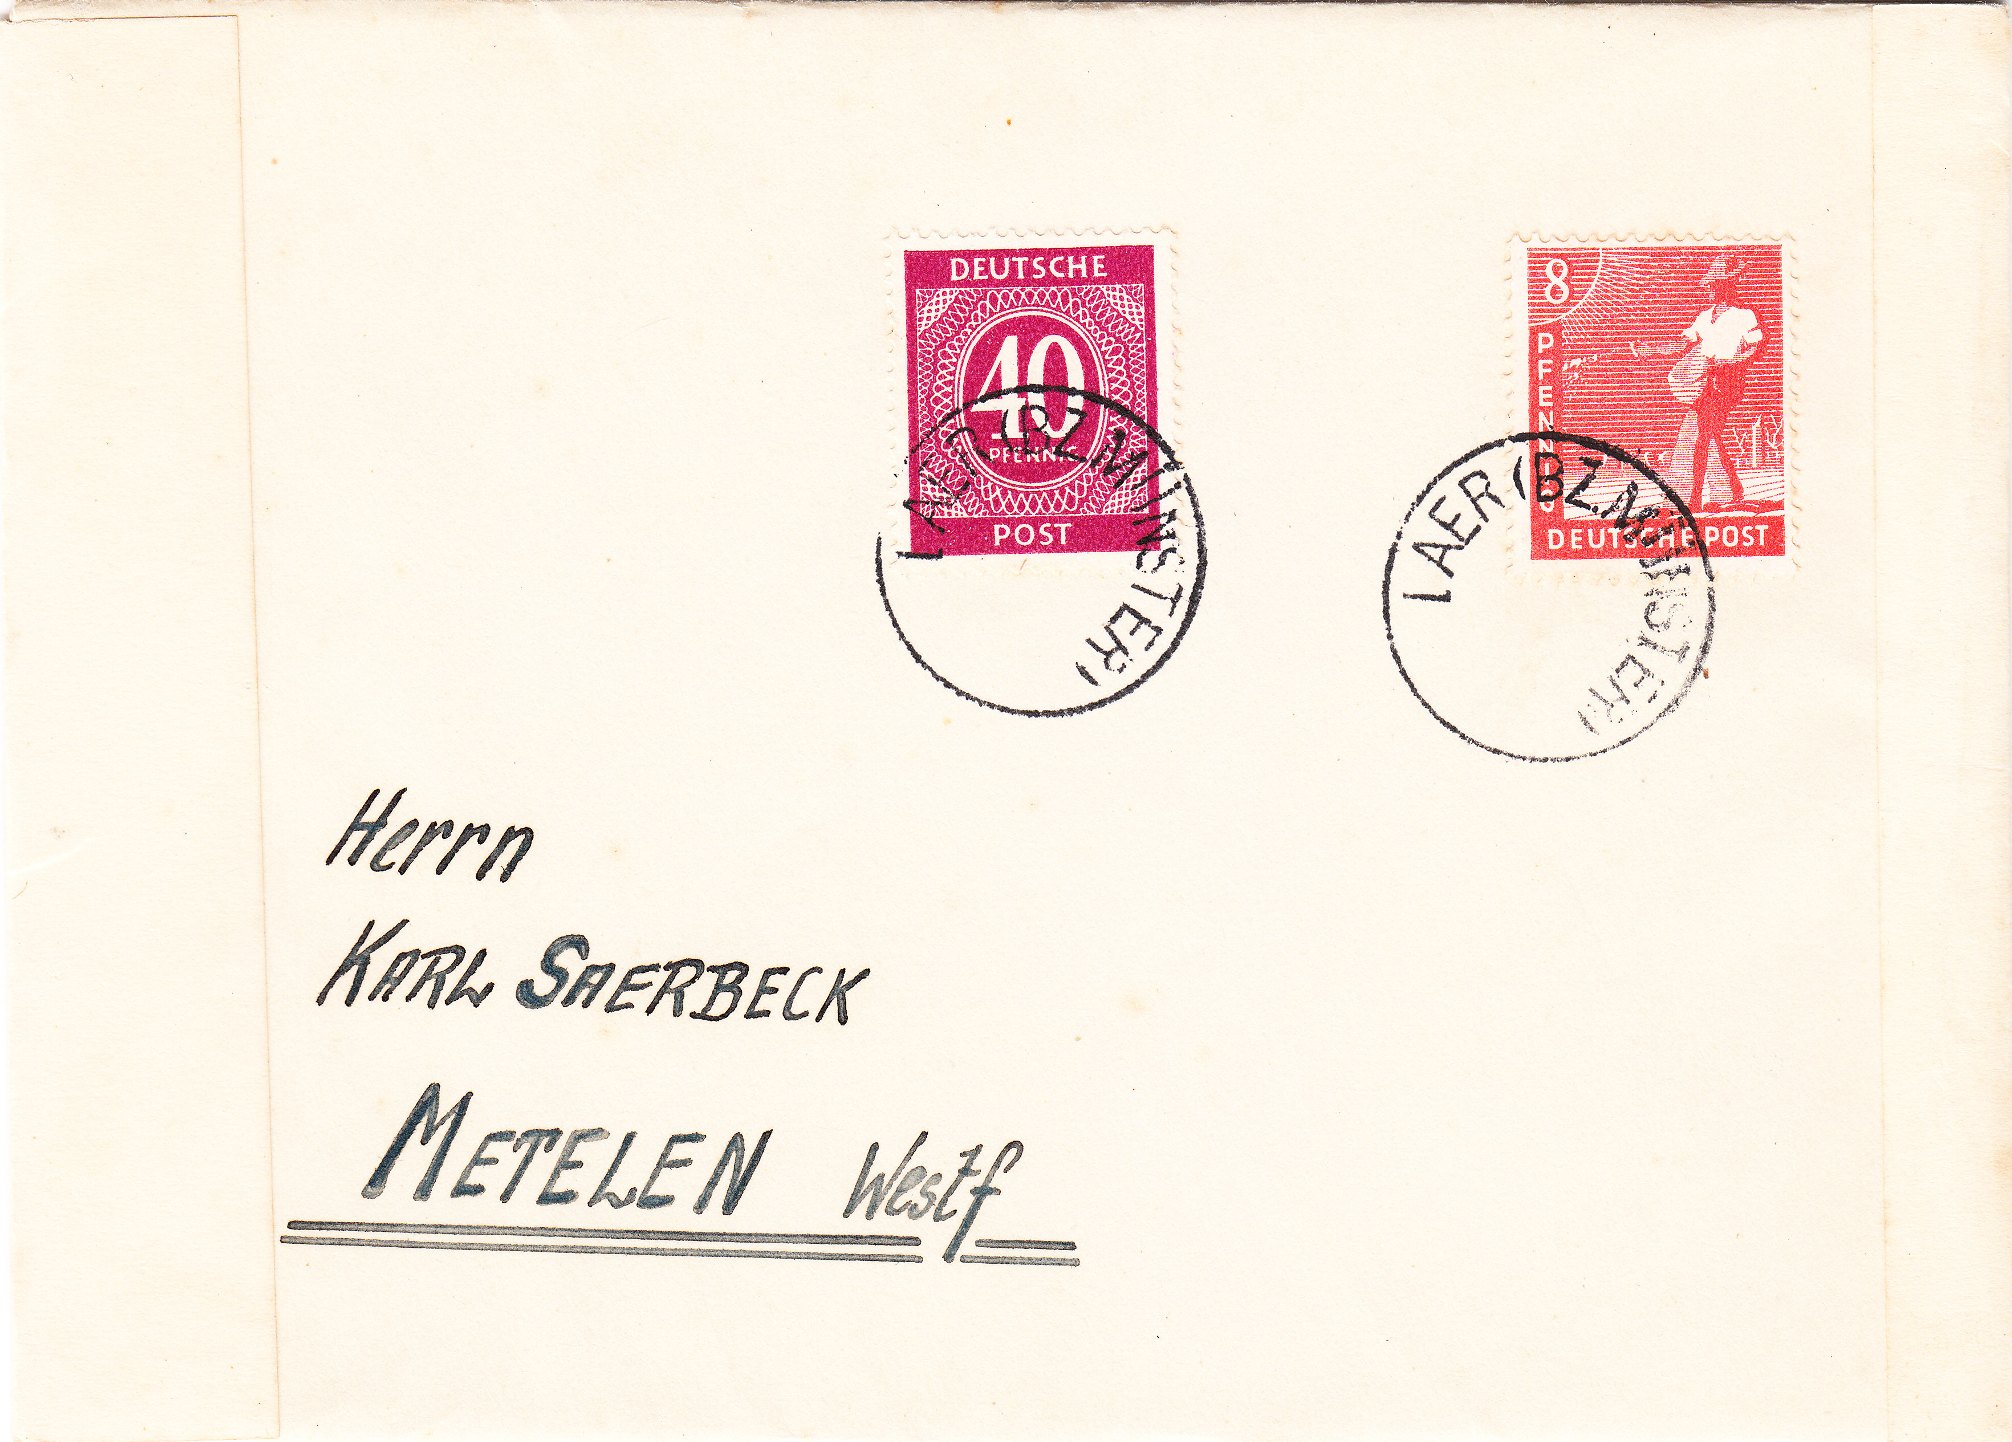 DEUTSCHE
40
PFENNIG
POST
8
PFENNIG
DEUTSCHE POST
LAER (BZ.MÜNSTER)
LAER (BZ.MÜNSTER)
Herrn
KARL SAERBECK
METELEN Westf